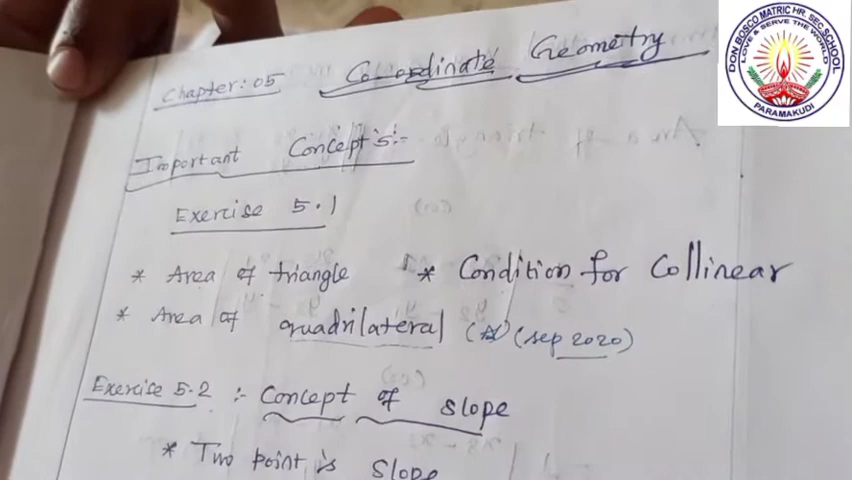 DON BOSCO MATRIC HR. SEC SCHOOL
LOVE & SERVE THE WORLD
PARAMAKUDI
Chapter: 05 Co-ordinate Geometry
Important Concept's:-
Exercise 5.1
* Area of triangle * Condition for Collinear
* Area of quadrilateral (☆) (sep 2020)
Exercise 5.2 :- Concept of slope
* Two point is Slope